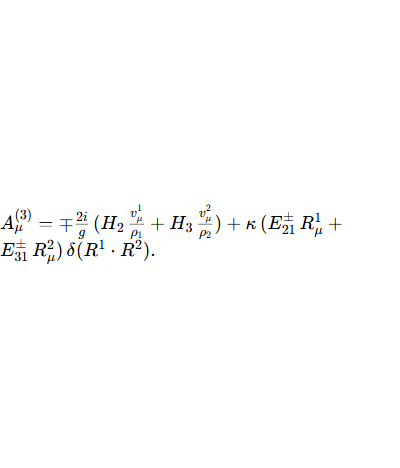 $A_\mu^{(3)} = \mp \frac{2i}{g} \, (H_2 \, \frac{v_\mu^1}{\rho_1} + H_3 \, \frac{v_\mu^2}{\rho_2}) + \kappa \, (E_{21}^{\pm} \, R_\mu^1 +$
$E_{31}^{\pm} \, R_\mu^2) \, \delta(R^1 \cdot R^2).$